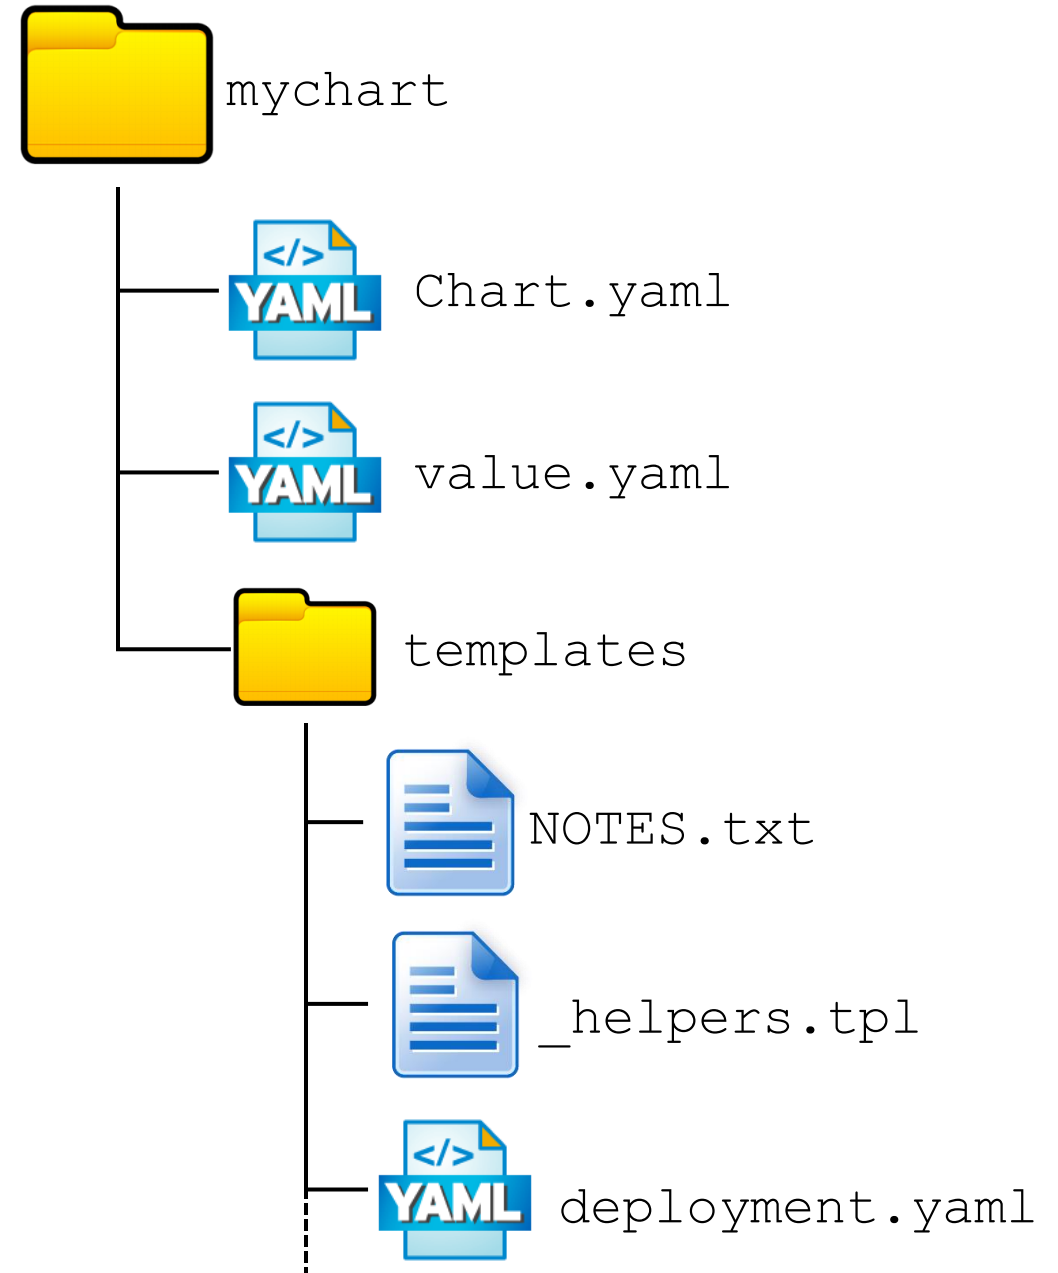 mychart
</>
YAML
Chart.yaml
</>
YAML
value.yaml
templates
NOTES.txt
_helpers.tpl
</>
YAML
deployment.yaml